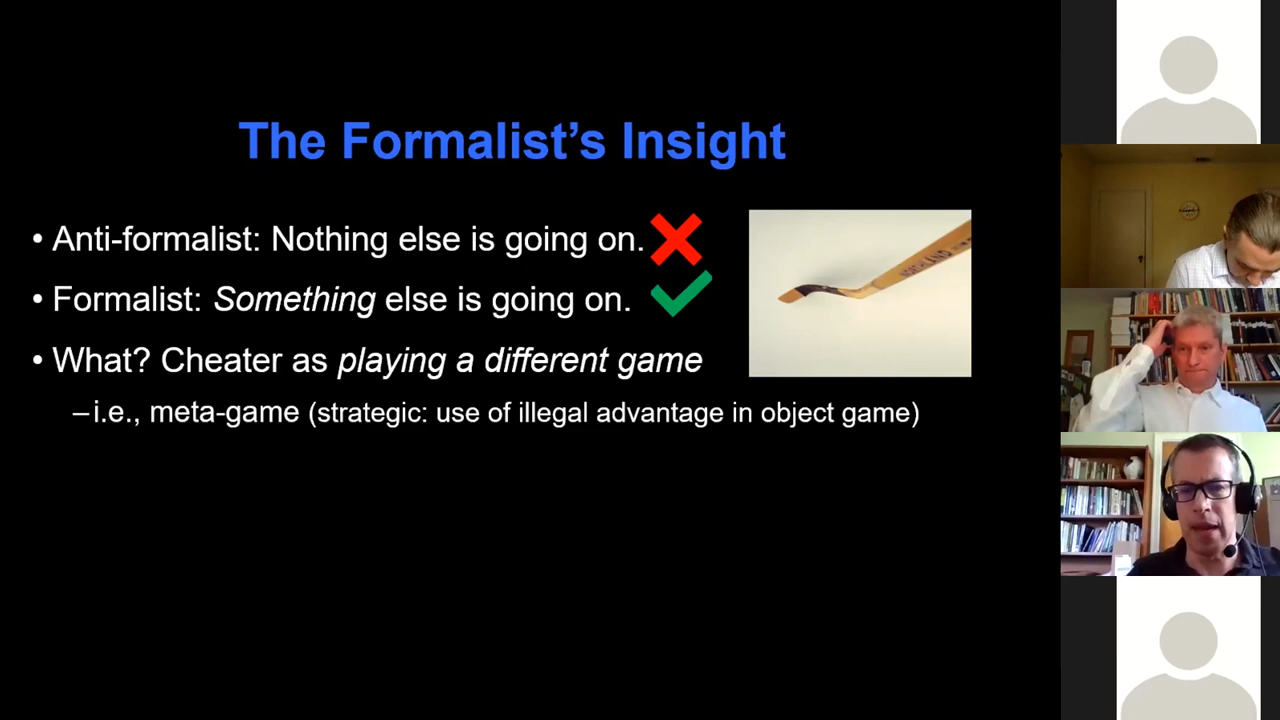 The Formalist’s Insight
• Anti-formalist: Nothing else is going on.
• Formalist: Something else is going on.
• What? Cheater as playing a different game
–i.e., meta-game (strategic: use of illegal advantage in object game)
NORTHLAND